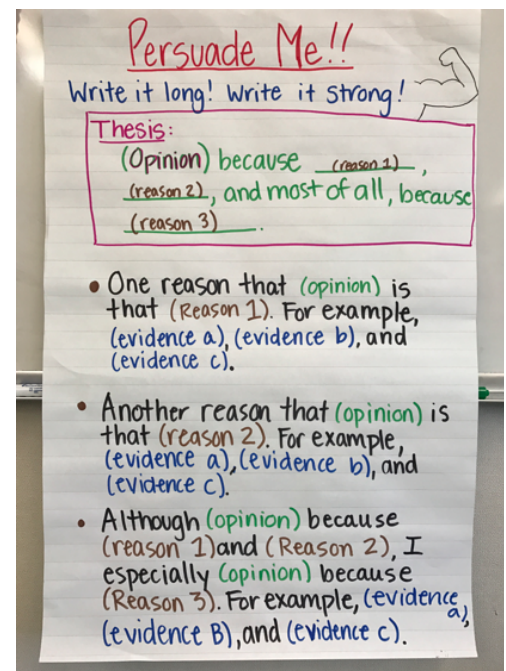 Persuade Me!!
Write it long! Write it strong!
Thesis:
(Opinion) because (reason 1),
(reason 2), and most of all, because
(reason 3).
• One reason that (opinion) is
that (Reason 1). For example,
(evidence a), (evidence b), and
(evidence c).
• Another reason that (opinion) is
that (reason 2). For example,
(evidence a), (evidence b), and
(evidence c).
• Although (opinion) because
(reason 1) and (Reason 2), I
especially (opinion) because
(Reason 3). For example, (evidence a),
(evidence B), and (evidence c).